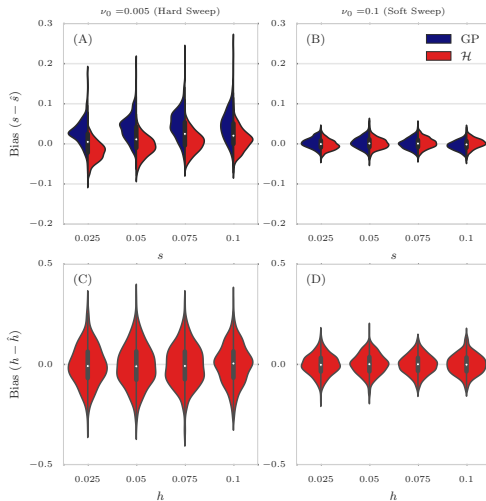 ν₀ =0.005 (Hard Sweep)
ν₀=0.1 (Soft Sweep)
0.3
0.2
0.1
0.0
−0.1
−0.2
Bias (s − ŝ)
(A)
(B)
GP
ℋ
0.025 0.05 0.075 0.1
s
0.025 0.05 0.075 0.1
s
0.5
0.0
−0.5
Bias (h − ĥ)
(C)
(D)
0.025 0.05 0.075 0.1
h
0.025 0.05 0.075 0.1
h